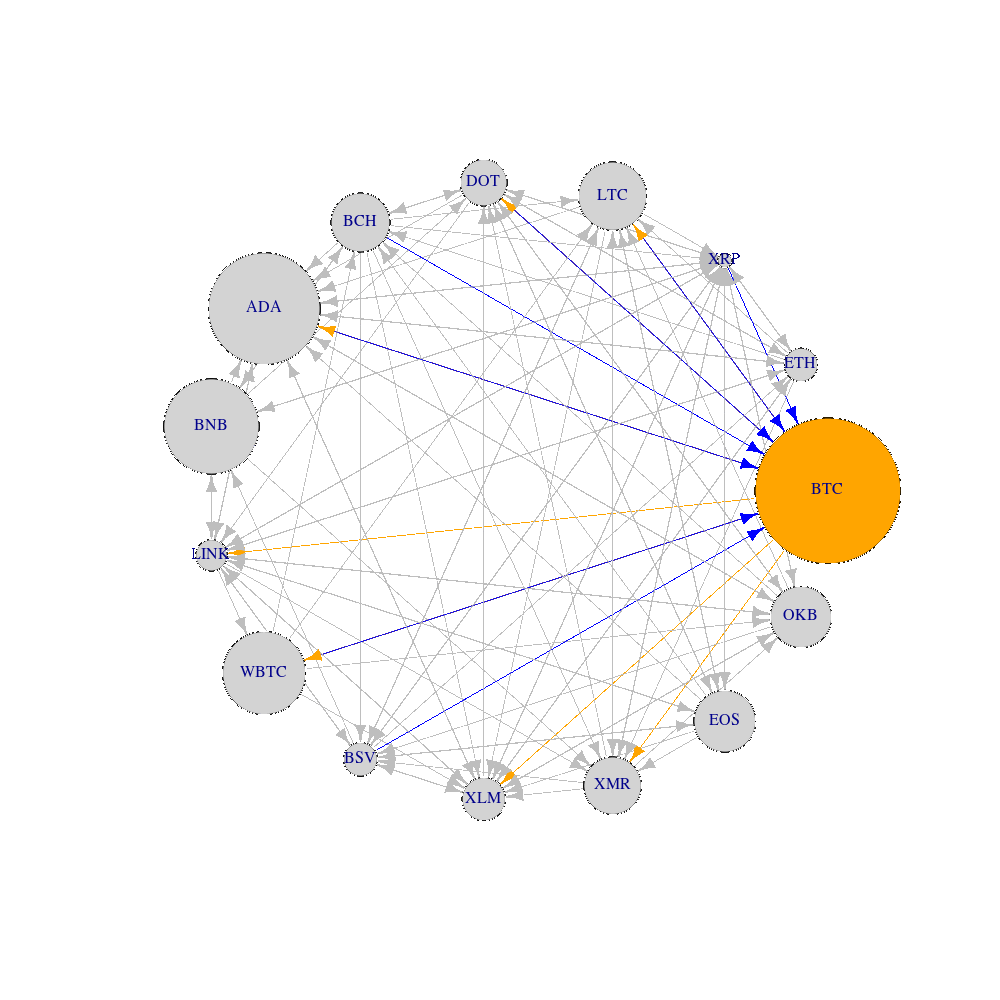 DOT
LTC
BCH
XRP
ADA
ETH
BNB
BTC
LINK
OKB
WBTC
EOS
BSV
XMR
XLM